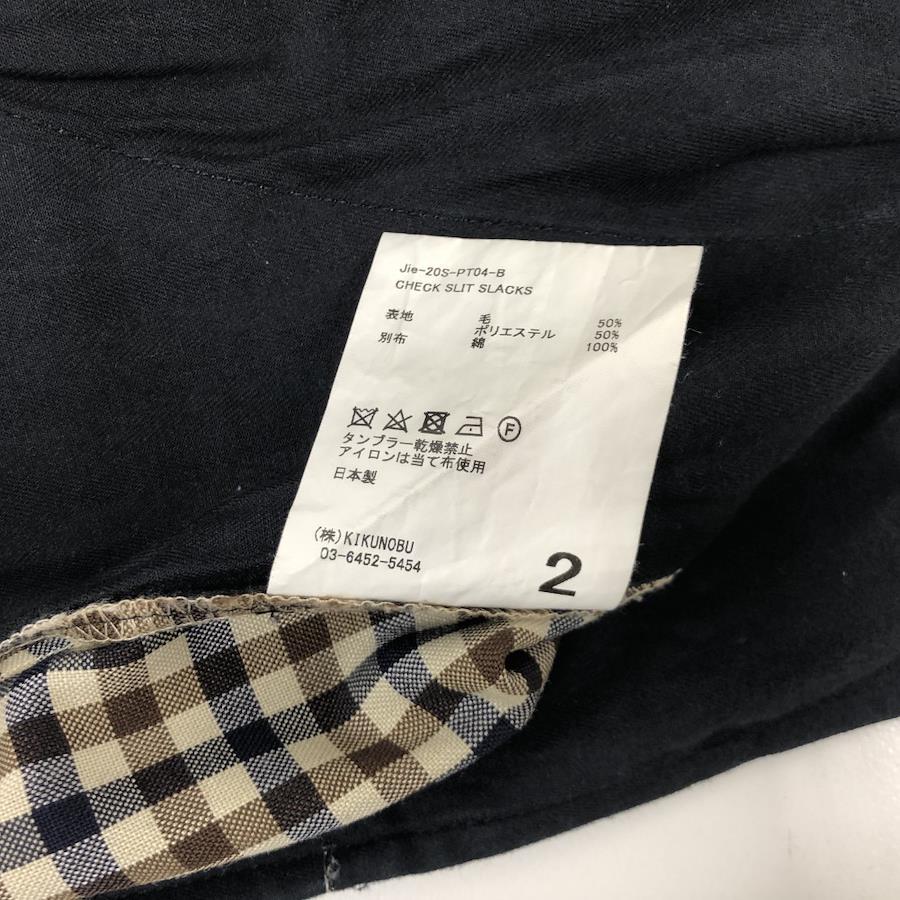 Jie-20S-PT04-B
CHECK SLIT SLACKS
表地 毛 50%
ポリエステル 50%
別布 綿 100%
F
タンブラー乾燥禁止
アイロンは当て布使用
日本製
(株)KIKUNOBU
03-6452-5454
2